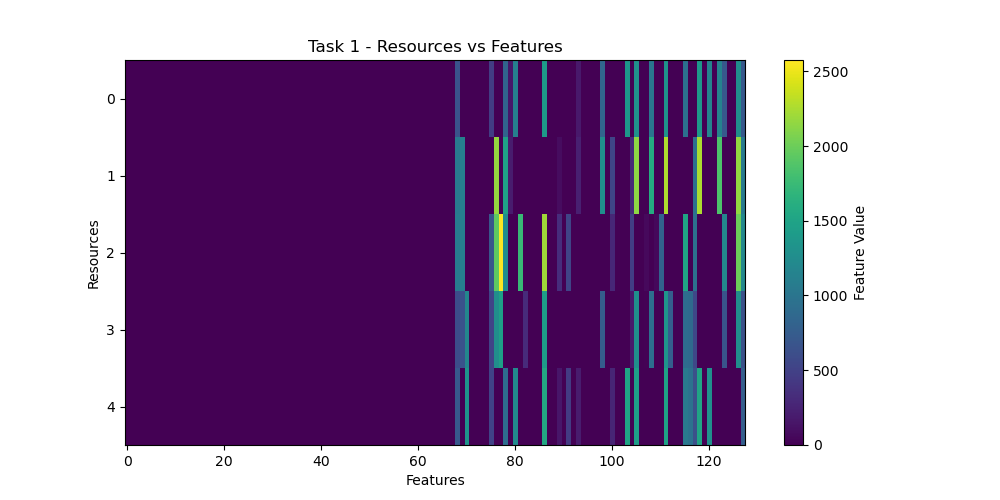 Task 1 - Resources vs Features
Resources
0
1
2
3
4
0 20 40 60 80 100 120
Features
2500
2000
1500
1000
500
0
Feature Value